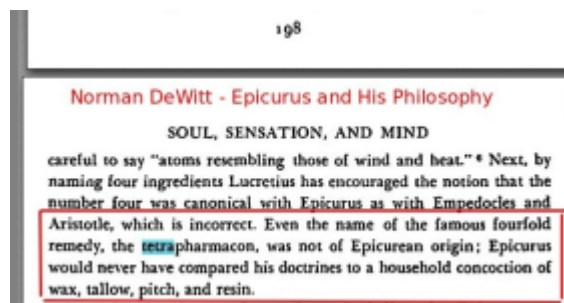 198
Norman DeWitt - Epicurus and His Philosophy
SOUL, SENSATION, AND MIND
careful to say "atoms resembling those of wind and heat." ⁶ Next, by
naming four ingredients Lucretius has encouraged the notion that the
number four was canonical with Epicurus as with Empedocles and
Aristotle, which is incorrect. Even the name of the famous fourfold
remedy, the tetrapharmacon, was not of Epicurean origin; Epicurus
would never have compared his doctrines to a household concoction of
wax, tallow, pitch, and resin.